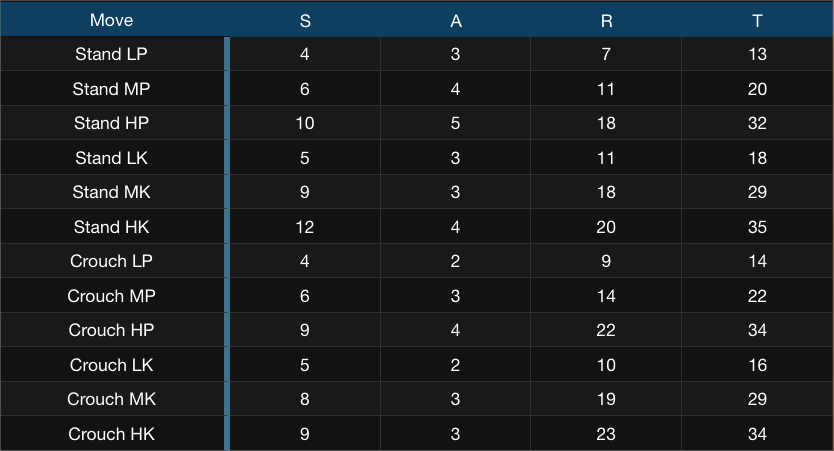 Move S A R T
Stand LP 4 3 7 13
Stand MP 6 4 11 20
Stand HP 10 5 18 32
Stand LK 5 3 11 18
Stand MK 9 3 18 29
Stand HK 12 4 20 35
Crouch LP 4 2 9 14
Crouch MP 6 3 14 22
Crouch HP 9 4 22 34
Crouch LK 5 2 10 16
Crouch MK 8 3 19 29
Crouch HK 9 3 23 34